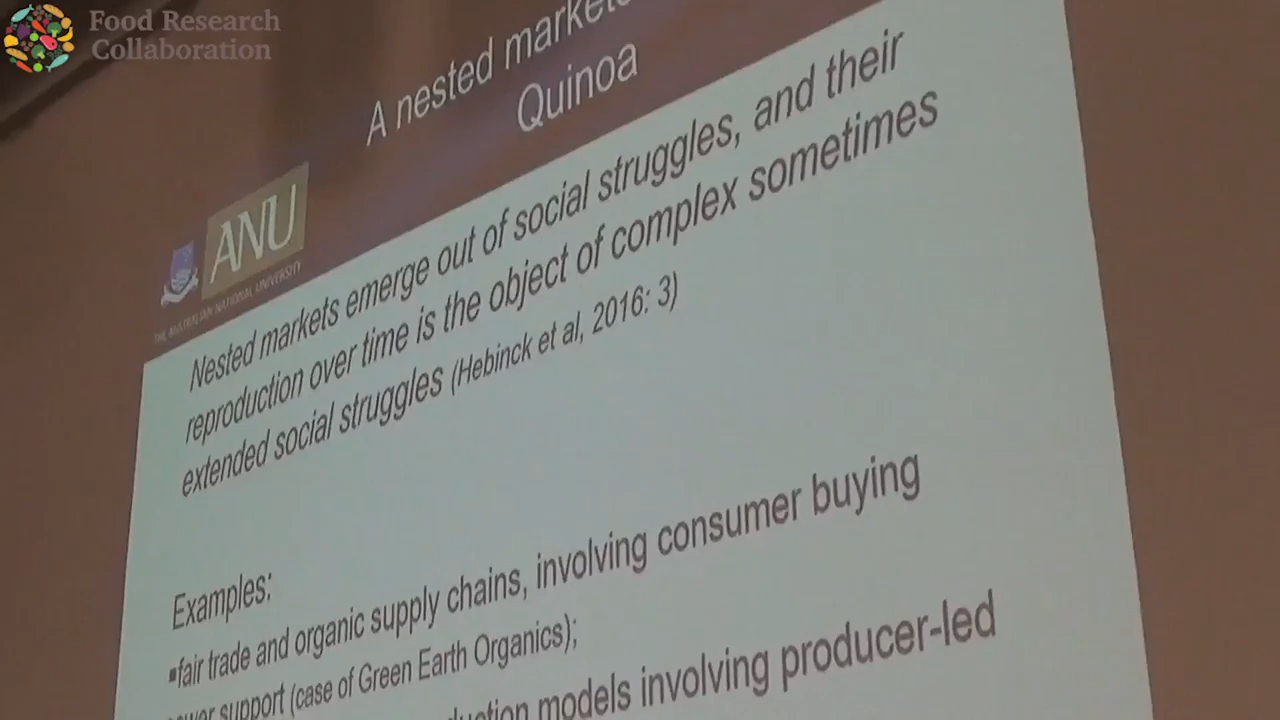 Food Research
Collaboration
A nested markets
Quinoa
ANU
THE AUSTRALIAN NATIONAL UNIVERSITY
Nested markets emerge out of social struggles, and their
reproduction over time is the object of complex sometimes
extended social struggles (Hebinck et al, 2016: 3)
Examples:
▪fair trade and organic supply chains, involving consumer buying
support (case of Green Earth Organics);
models involving producer-led